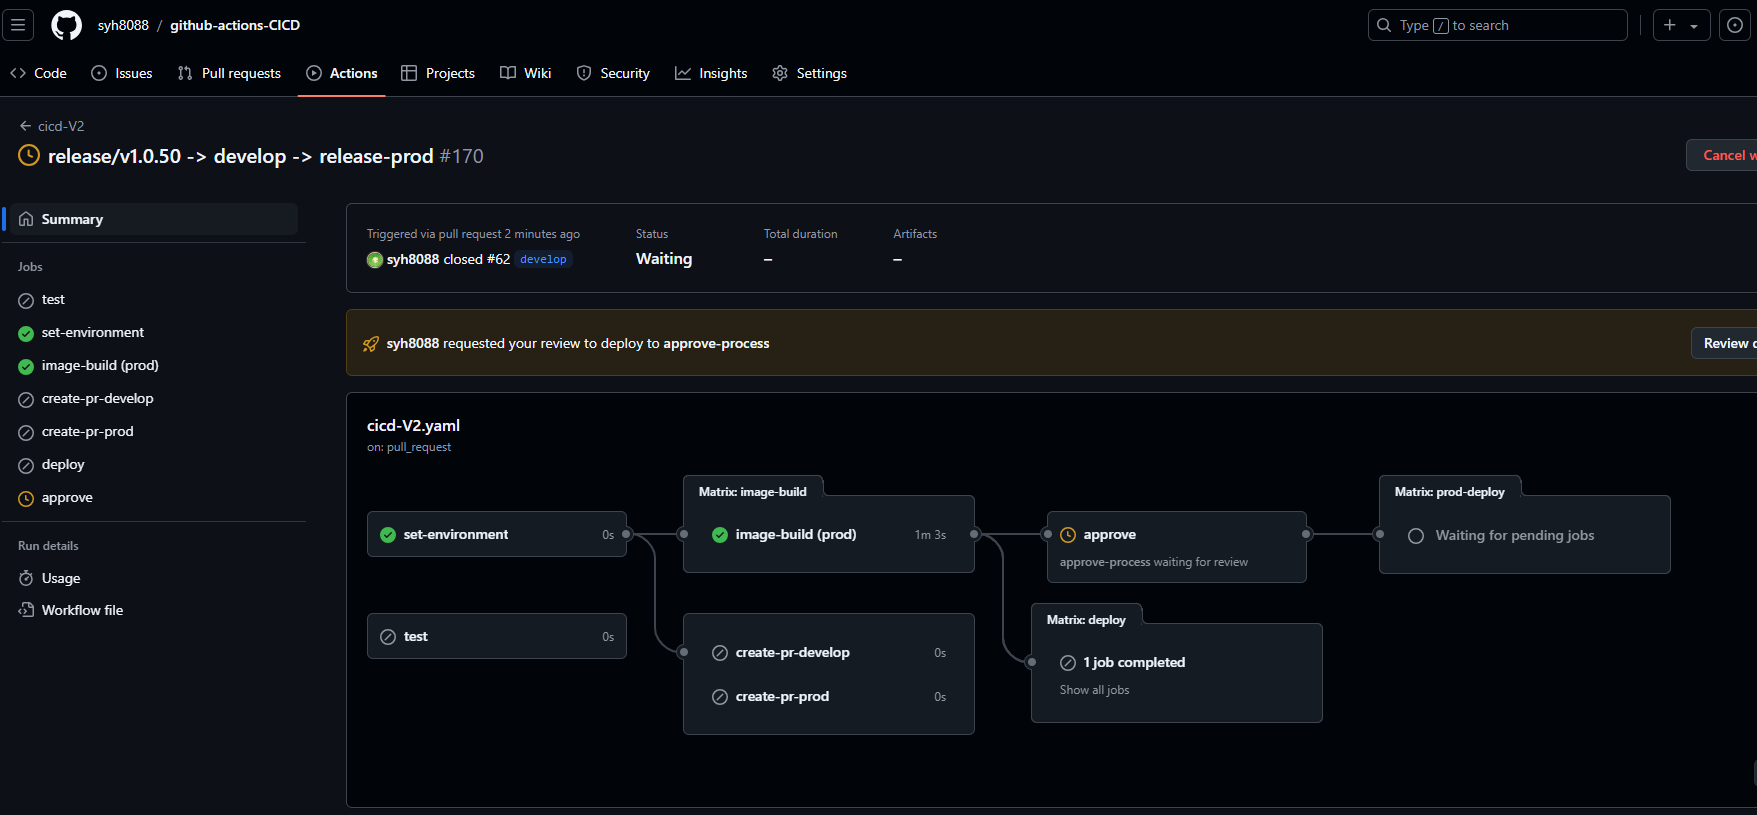 syh8088 / github-actions-CICD
Type / to search
Code Issues Pull requests Actions Projects Wiki Security Insights Settings
cicd-V2
release/v1.0.50 -> develop -> release-prod #170
Cancel w
Summary
Jobs
test
set-environment
image-build (prod)
create-pr-develop
create-pr-prod
deploy
approve
Run details
Usage
Workflow file
Triggered via pull request 2 minutes ago
syh8088 closed #62 develop
Status
Waiting
Total duration
–
Artifacts
–
syh8088 requested your review to deploy to approve-process
Review d
cicd-V2.yaml
on: pull_request
set-environment 0s
test 0s
Matrix: image-build
image-build (prod) 1m 3s
create-pr-develop 0s
create-pr-prod 0s
approve
approve-process waiting for review
Matrix: deploy
1 job completed
Show all jobs
Matrix: prod-deploy
Waiting for pending jobs